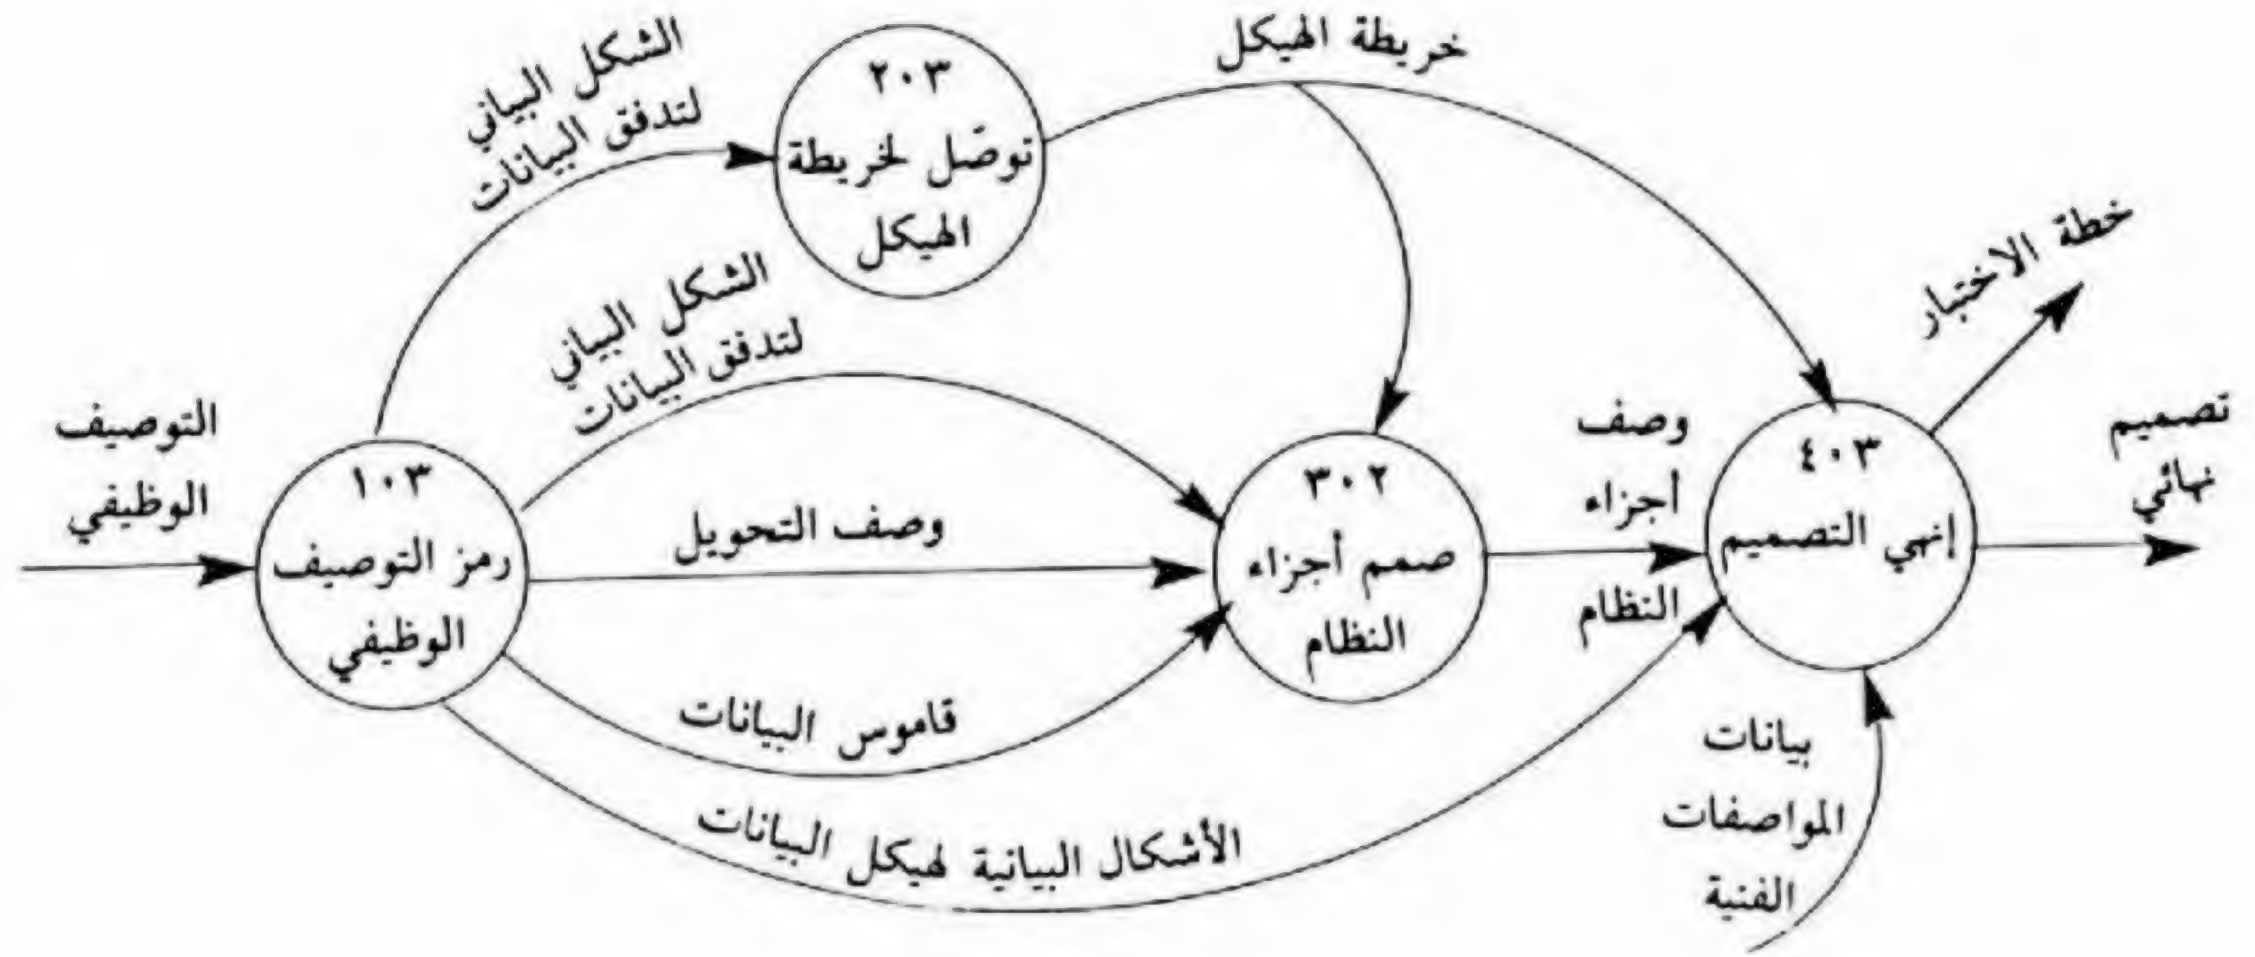 خريطة الهيكل
الشكل البياني
لتدفق البيانات
٢٠٣
توصّل لخريطة
الهيكل
خطة الاختبار
الشكل البياني
لتدفق البيانات
التوصيف
الوظيفي
١٠٣
رمز التوصيف
الوظيفي
وصف التحويل
قاموس البيانات
الأشكال البيانية لهيكل البيانات
٣٠٢
صمم أجزاء
النظام
وصف
أجزاء
النظام
٤٠٣
إنهي التصميم
تصميم
نهائي
بيانات
المواصفات
الفنية